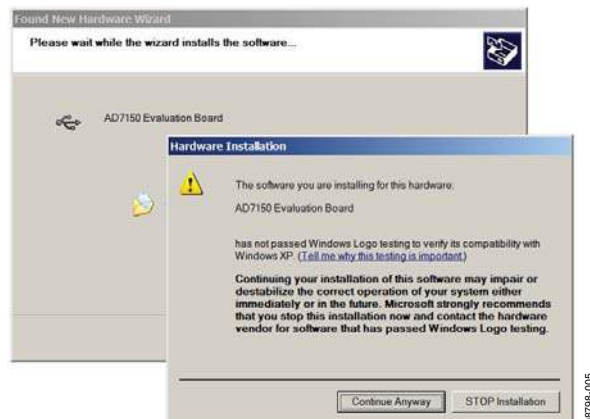 Found New Hardware Wizard
Please wait while the wizard installs the software...
AD7150 Evaluation Board
Hardware Installation
The software you are installing for this hardware:
AD7150 Evaluation Board
has not passed Windows Logo testing to verify its compatibility with
Windows XP. (Tell me why this testing is important.)
Continuing your installation of this software may impair or
destabilize the correct operation of your system either
immediately or in the future. Microsoft strongly recommends
that you stop this installation now and contact the hardware
vendor for software that has passed Windows Logo testing.
Continue Anyway
STOP Installation
08798-005